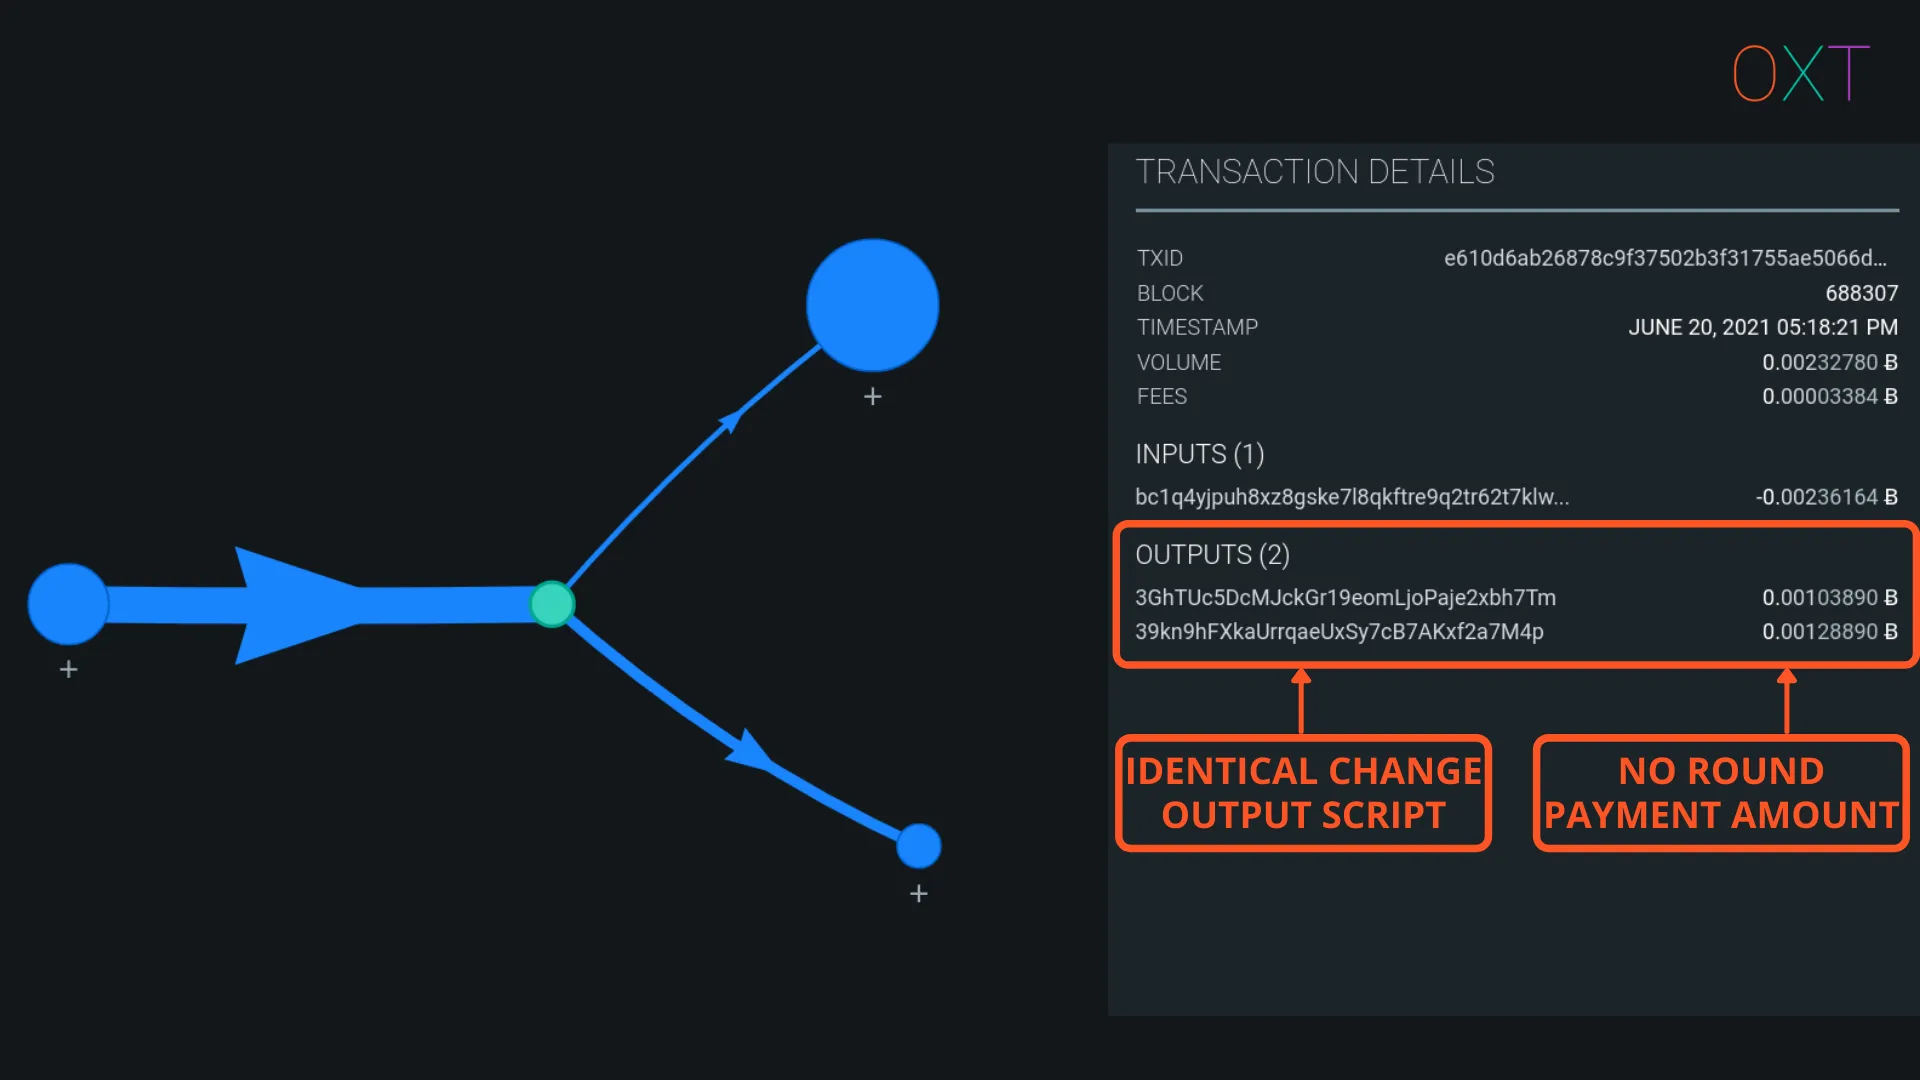 OXT
TRANSACTION DETAILS
TXID e610d6ab26878c9f37502b3f31755ae5066d...
BLOCK 688307
TIMESTAMP JUNE 20, 2021 05:18:21 PM
VOLUME 0.00232780 Ƀ
FEES 0.00003384 Ƀ
INPUTS (1)
bc1q4yjpuh8xz8gske7l8qkftre9q2tr62t7klw... -0.00236164 Ƀ
OUTPUTS (2)
3GhTUc5DcMJckGr19eomLjoPaje2xbh7Tm 0.00103890 Ƀ
39kn9hFXkaUrrqaeUxSy7cB7AKxf2a7M4p 0.00128890 Ƀ
IDENTICAL CHANGE
OUTPUT SCRIPT
NO ROUND
PAYMENT AMOUNT
+
+
+